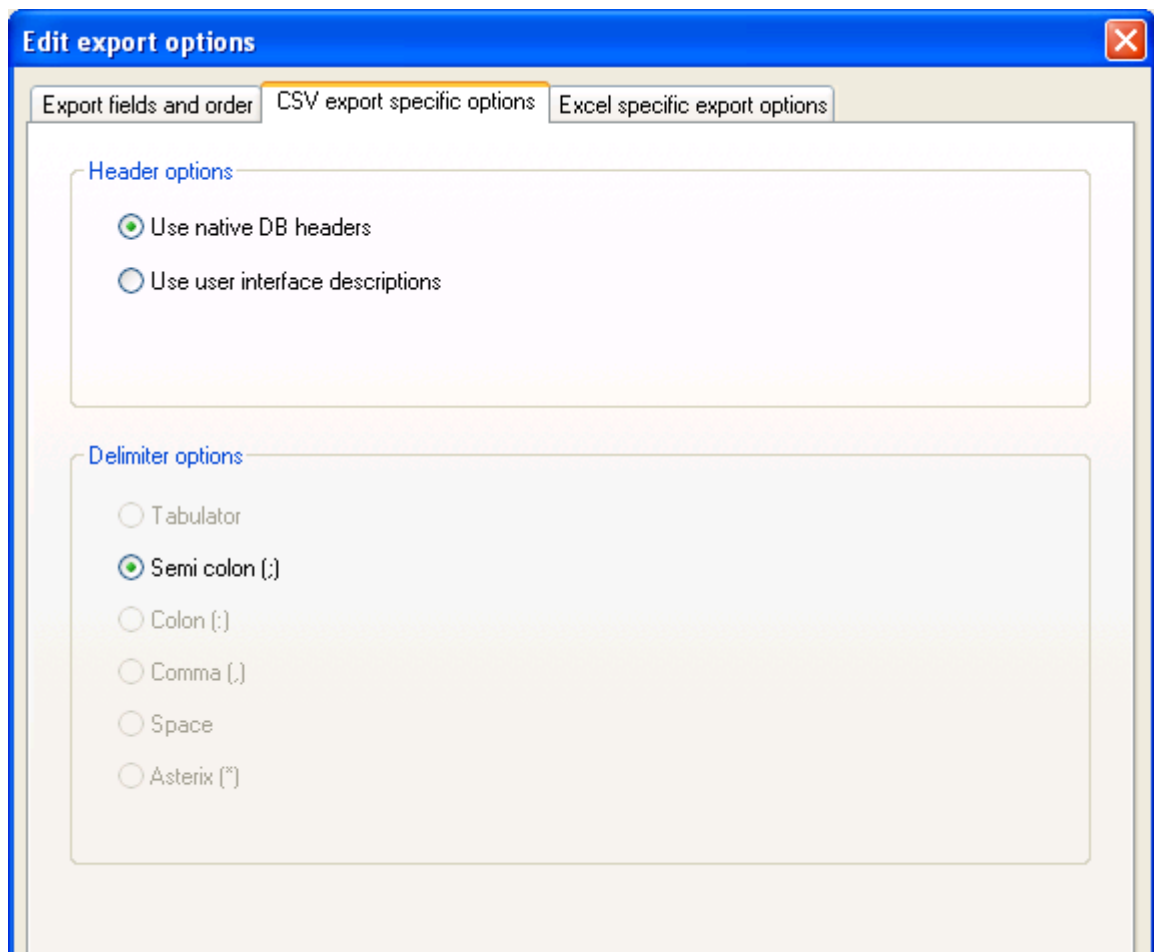 Edit export options
Export fields and order CSV export specific options Excel specific export options
Header options
Use native DB headers
Use user interface descriptions
Delimiter options
Tabulator
Semi colon (;)
Colon (:)
Comma (,)
Space
Asterix (*)